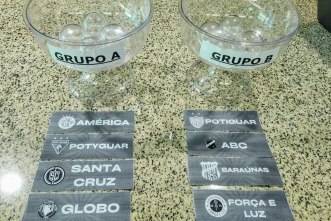 GRUPO A
GRUPO B
AMÉRICA
POTYGUAR
SANTA
CRUZ
GLOBO
POTIGUAR
ABC
BARAÚNAS
FORÇA E
LUZ